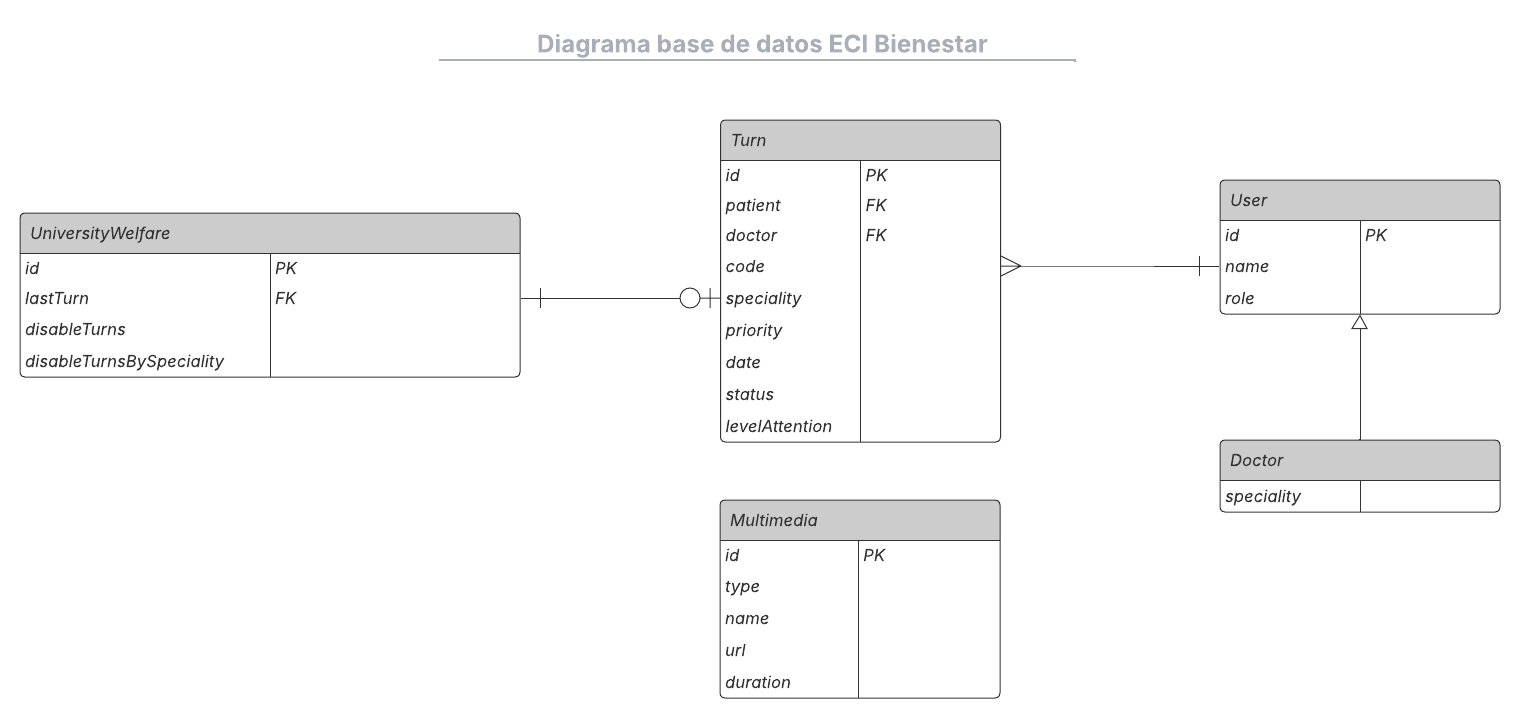 Diagrama base de datos ECI Bienestar
UniversityWelfare
id PK
lastTurn FK
disableTurns
disableTurnsBySpeciality
Turn
id PK
patient FK
doctor FK
code
speciality
priority
date
status
levelAttention
User
id PK
name
role
Doctor
speciality
Multimedia
id PK
type
name
url
duration